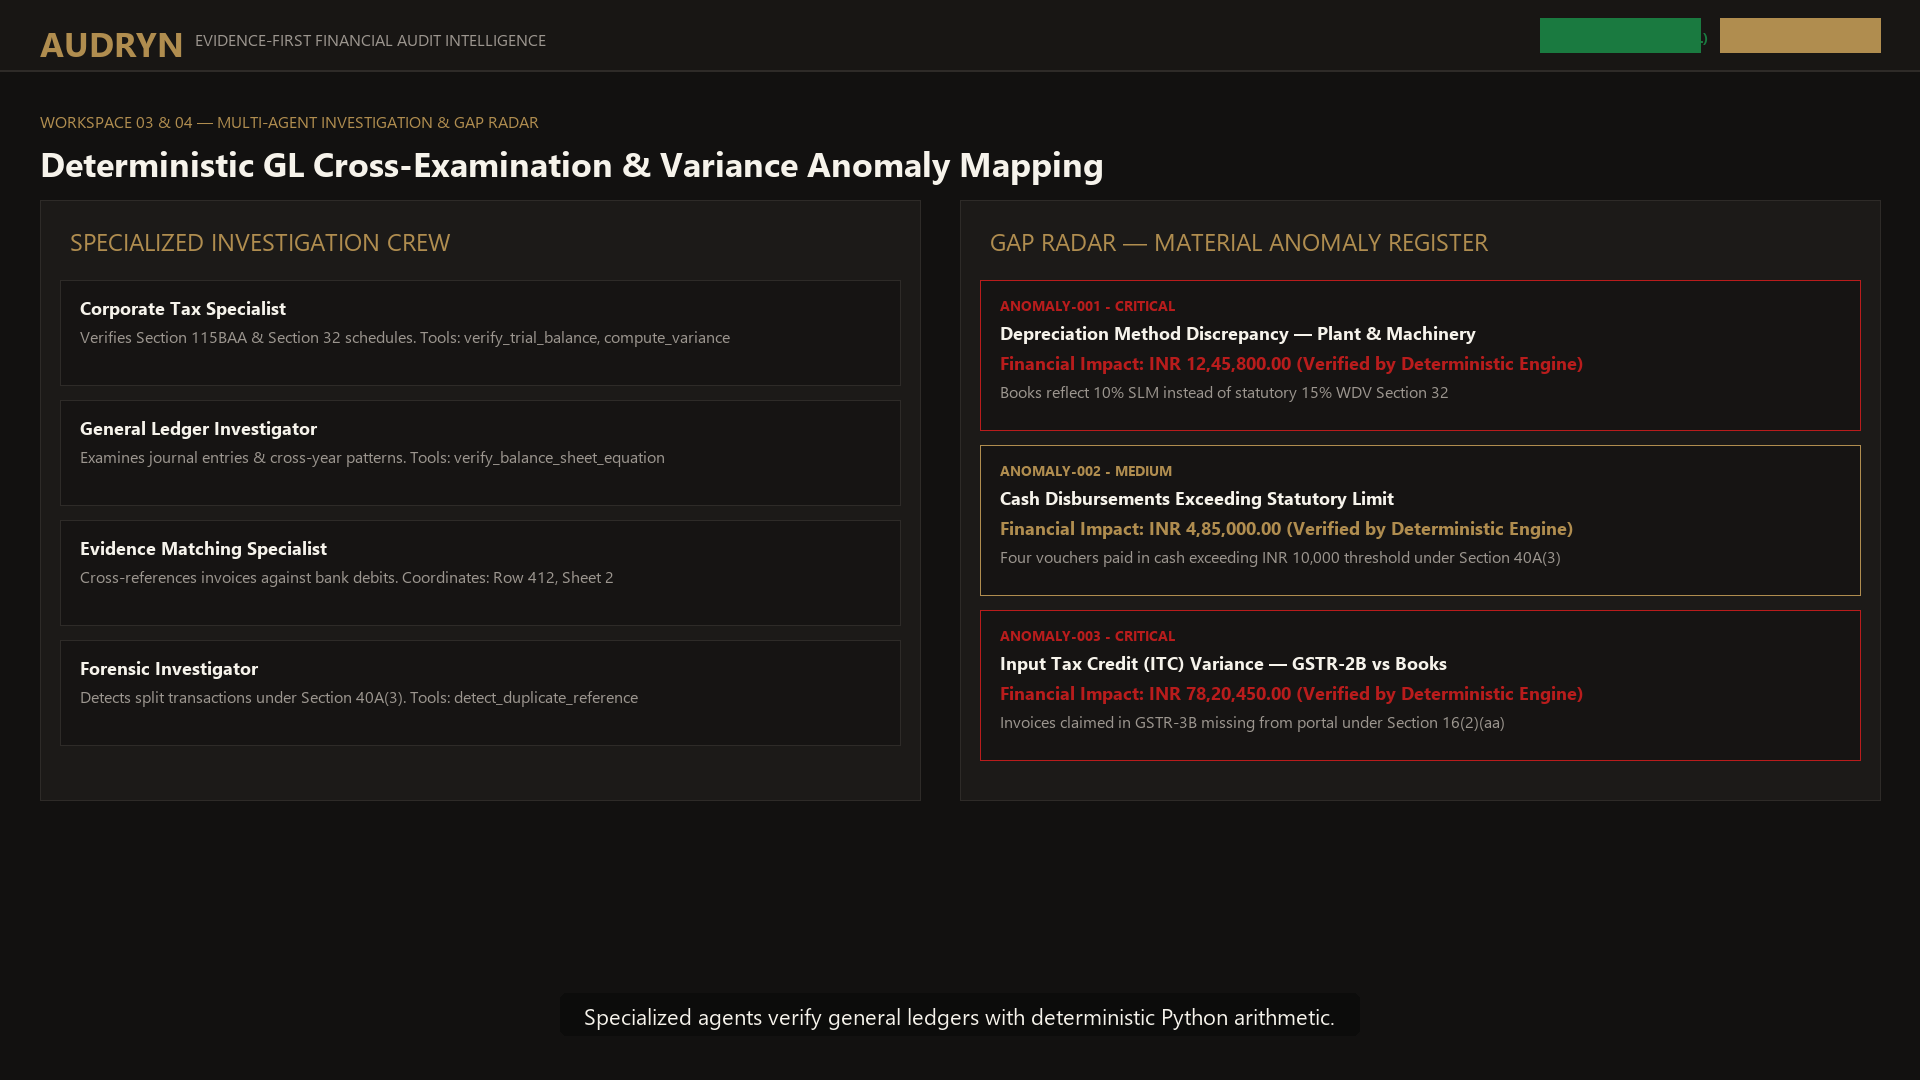 AUDRYN
EVIDENCE-FIRST FINANCIAL AUDIT INTELLIGENCE
WORKSPACE 03 & 04 — MULTI-AGENT INVESTIGATION & GAP RADAR
Deterministic GL Cross-Examination & Variance Anomaly Mapping
SPECIALIZED INVESTIGATION CREW
Corporate Tax Specialist
Verifies Section 115BAA & Section 32 schedules. Tools: verify_trial_balance, compute_variance
General Ledger Investigator
Examines journal entries & cross-year patterns. Tools: verify_balance_sheet_equation
Evidence Matching Specialist
Cross-references invoices against bank debits. Coordinates: Row 412, Sheet 2
Forensic Investigator
Detects split transactions under Section 40A(3). Tools: detect_duplicate_reference
GAP RADAR — MATERIAL ANOMALY REGISTER
ANOMALY-001 - CRITICAL
Depreciation Method Discrepancy — Plant & Machinery
Financial Impact: INR 12,45,800.00 (Verified by Deterministic Engine)
Books reflect 10% SLM instead of statutory 15% WDV Section 32
ANOMALY-002 - MEDIUM
Cash Disbursements Exceeding Statutory Limit
Financial Impact: INR 4,85,000.00 (Verified by Deterministic Engine)
Four vouchers paid in cash exceeding INR 10,000 threshold under Section 40A(3)
ANOMALY-003 - CRITICAL
Input Tax Credit (ITC) Variance — GSTR-2B vs Books
Financial Impact: INR 78,20,450.00 (Verified by Deterministic Engine)
Invoices claimed in GSTR-3B missing from portal under Section 16(2)(aa)
Specialized agents verify general ledgers with deterministic Python arithmetic.